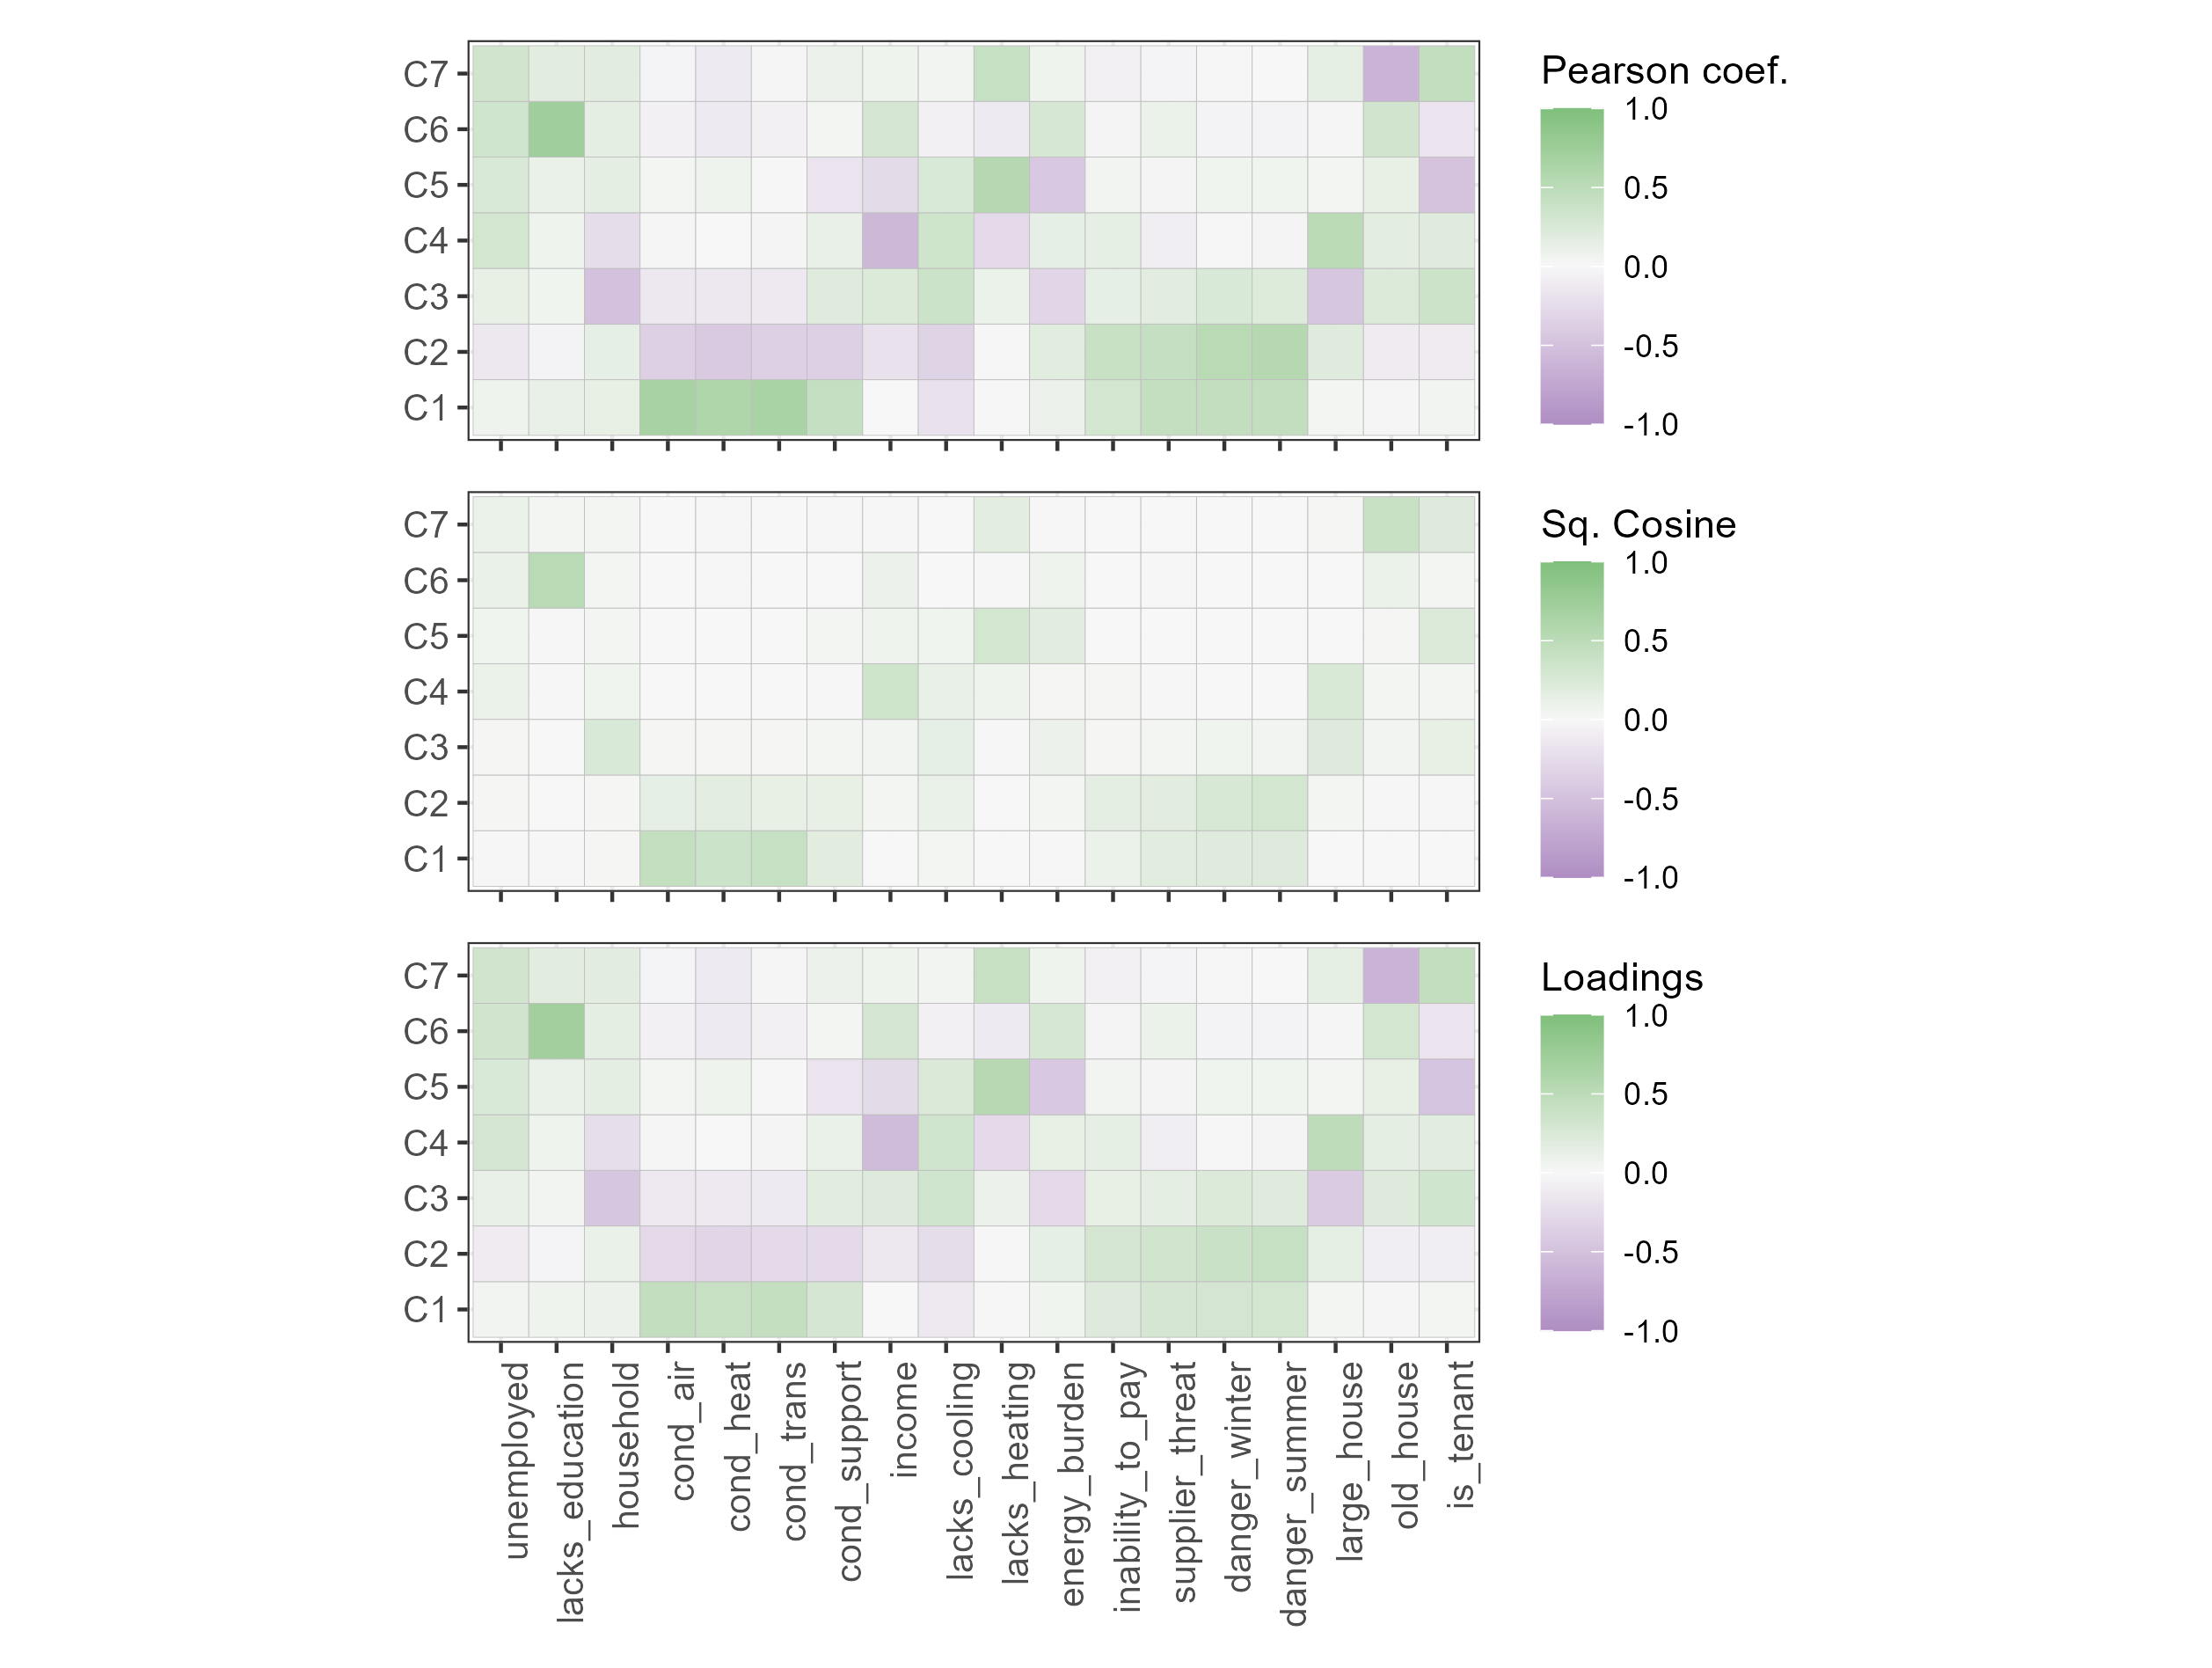 C7
C6
C5
C4
C3
C2
C1
Pearson coef.
1.0
0.5
0.0
-0.5
-1.0
C7
C6
C5
C4
C3
C2
C1
Sq. Cosine
1.0
0.5
0.0
-0.5
-1.0
C7
C6
C5
C4
C3
C2
C1
Loadings
1.0
0.5
0.0
-0.5
-1.0
unemployed
lacks_education
household
cond_air
cond_heat
cond_trans
cond_support
income
lacks_cooling
lacks_heating
energy_burden
inability_to_pay
supplier_threat
danger_winter
danger_summer
large_house
old_house
is_tenant